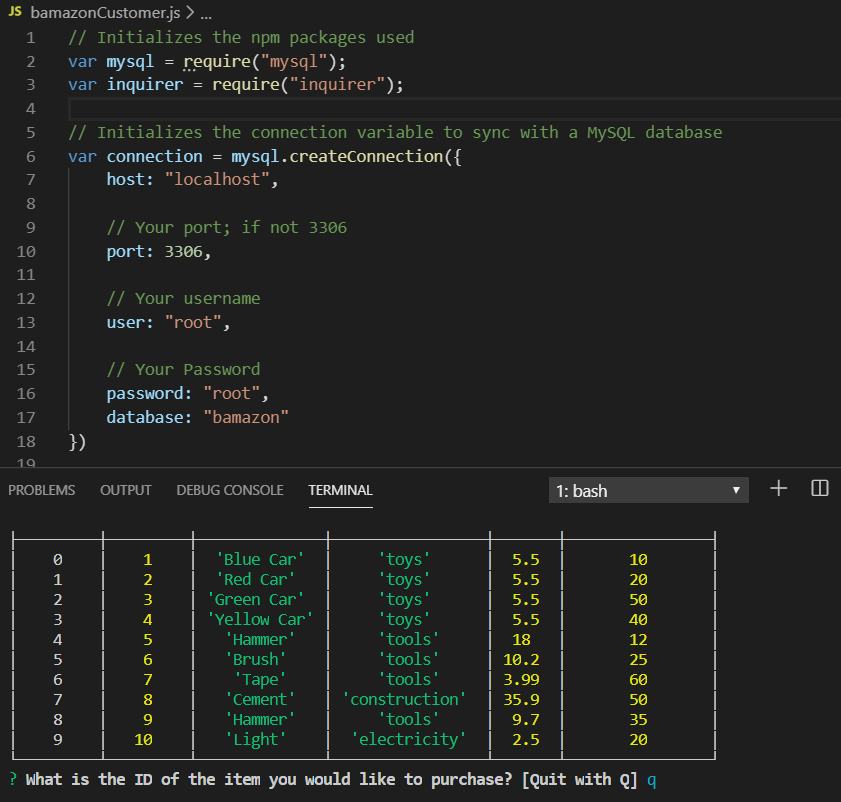 JS bamazonCustomer.js > ...
1 // Initializes the npm packages used
2 var mysql = require("mysql");
3 var inquirer = require("inquirer");
4
5 // Initializes the connection variable to sync with a MySQL database
6 var connection = mysql.createConnection({
7 host: "localhost",
8
9 // Your port; if not 3306
10 port: 3306,
11
12 // Your username
13 user: "root",
14
15 // Your Password
16 password: "root",
17 database: "bamazon"
18 })
19
PROBLEMS OUTPUT DEBUG CONSOLE TERMINAL 1: bash
0 1 'Blue Car' 'toys' 5.5 10
1 2 'Red Car' 'toys' 5.5 20
2 3 'Green Car' 'toys' 5.5 50
3 4 'Yellow Car' 'toys' 5.5 40
4 5 'Hammer' 'tools' 18 12
5 6 'Brush' 'tools' 10.2 25
6 7 'Tape' 'tools' 3.99 60
7 8 'Cement' 'construction' 35.9 50
8 9 'Hammer' 'tools' 9.7 35
9 10 'Light' 'electricity' 2.5 20
? What is the ID of the item you would like to purchase? [Quit with Q] q